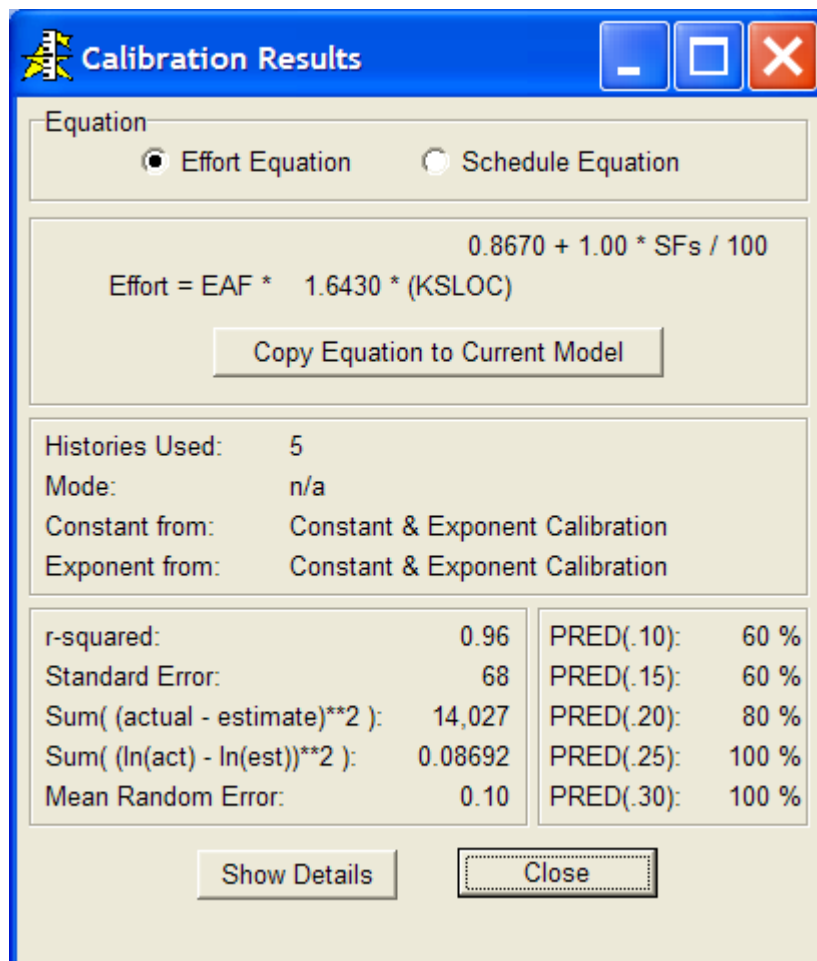 Calibration Results
Equation
Effort Equation Schedule Equation
0.8670 + 1.00 * SFs / 100
Effort = EAF * 1.6430 * (KSLOC)
Copy Equation to Current Model
Histories Used: 5
Mode: n/a
Constant from: Constant & Exponent Calibration
Exponent from: Constant & Exponent Calibration
r-squared: 0.96 PRED(.10): 60 %
Standard Error: 68 PRED(.15): 60 %
Sum( (actual - estimate)**2 ): 14,027 PRED(.20): 80 %
Sum( (ln(act) - ln(est))**2 ): 0.08692 PRED(.25): 100 %
Mean Random Error: 0.10 PRED(.30): 100 %
Show Details Close